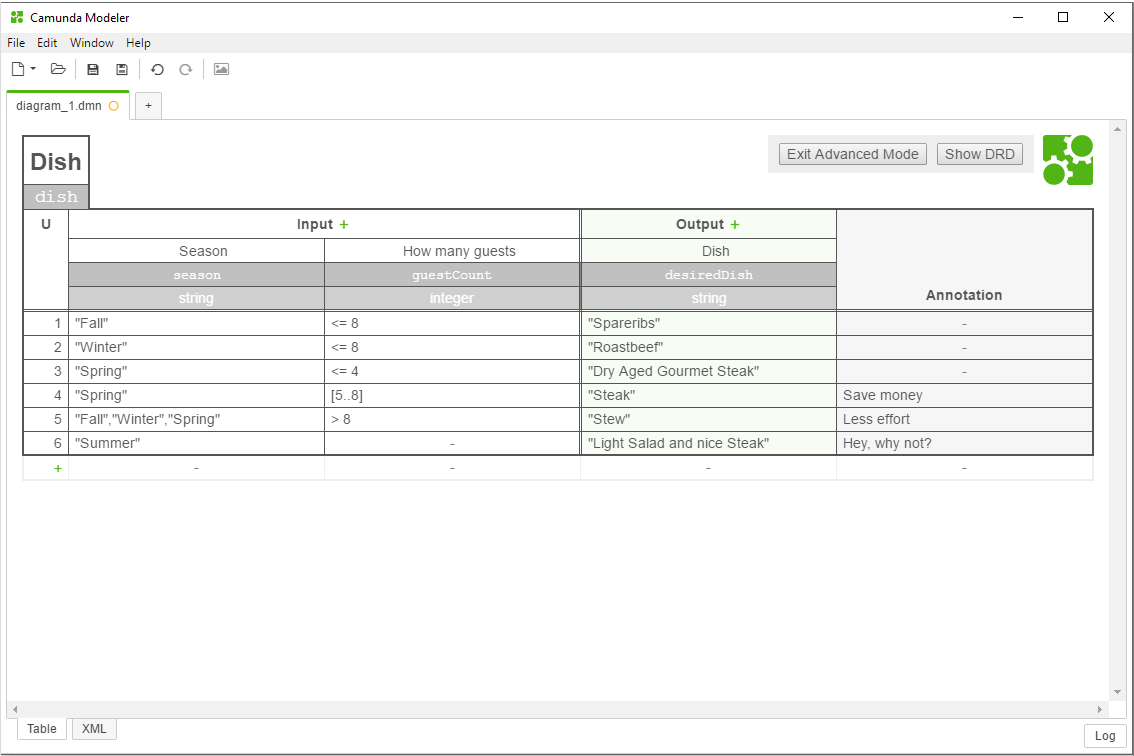 Camunda Modeler
File Edit Window Help
diagram_1.dmn +
Exit Advanced Mode Show DRD
Dish
dish
U Input + Output +
Season How many guests Dish
season guestCount desiredDish
string integer string Annotation
1 "Fall" <= 8 "Spareribs" -
2 "Winter" <= 8 "Roastbeef" -
3 "Spring" <= 4 "Dry Aged Gourmet Steak" -
4 "Spring" [5..8] "Steak" Save money
5 "Fall","Winter","Spring" > 8 "Stew" Less effort
6 "Summer" - "Light Salad and nice Steak" Hey, why not?
+ - - - -
Table XML
Log